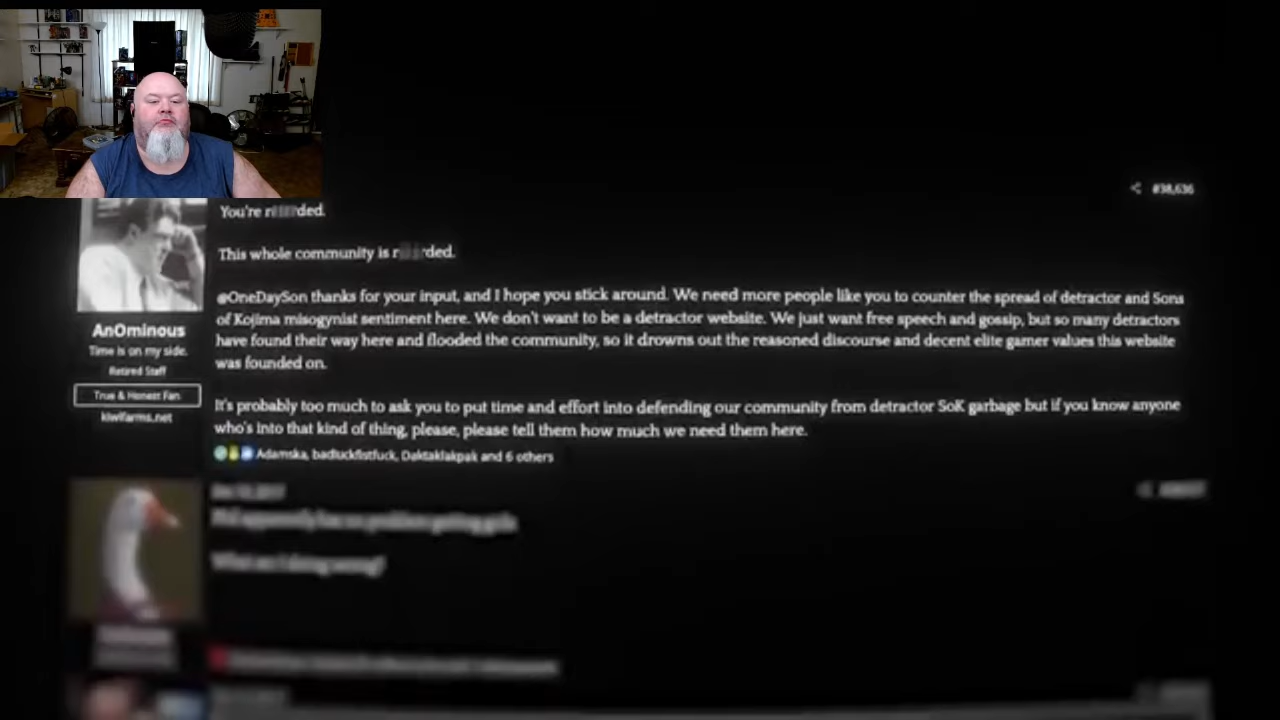 #38,636
You're r
ded.
This whole community is r
ded.
@OneDaySon thanks for your input, and I hope you stick around. We need more people like you to counter the spread of detractor and Sons
of Kojima misogynist sentiment here. We don't want to be a detractor website. We just want free speech and gossip, but so many detractors
have found their way here and flooded the community, so it drowns out the reasoned discourse and decent elite gamer values this website
was founded on.
AnOminous
Time is on my side.
Retired Staff
True & Honest Fan
kiwifarms.net
It's probably too much to ask you to put time and effort into defending our community from detractor SoK garbage but if you know anyone
who's into that kind of thing, please, please tell them how much we need them here.
Adamska, badluckfistfuck, Daktaklakpak and 6 others
What am I doing wrong?